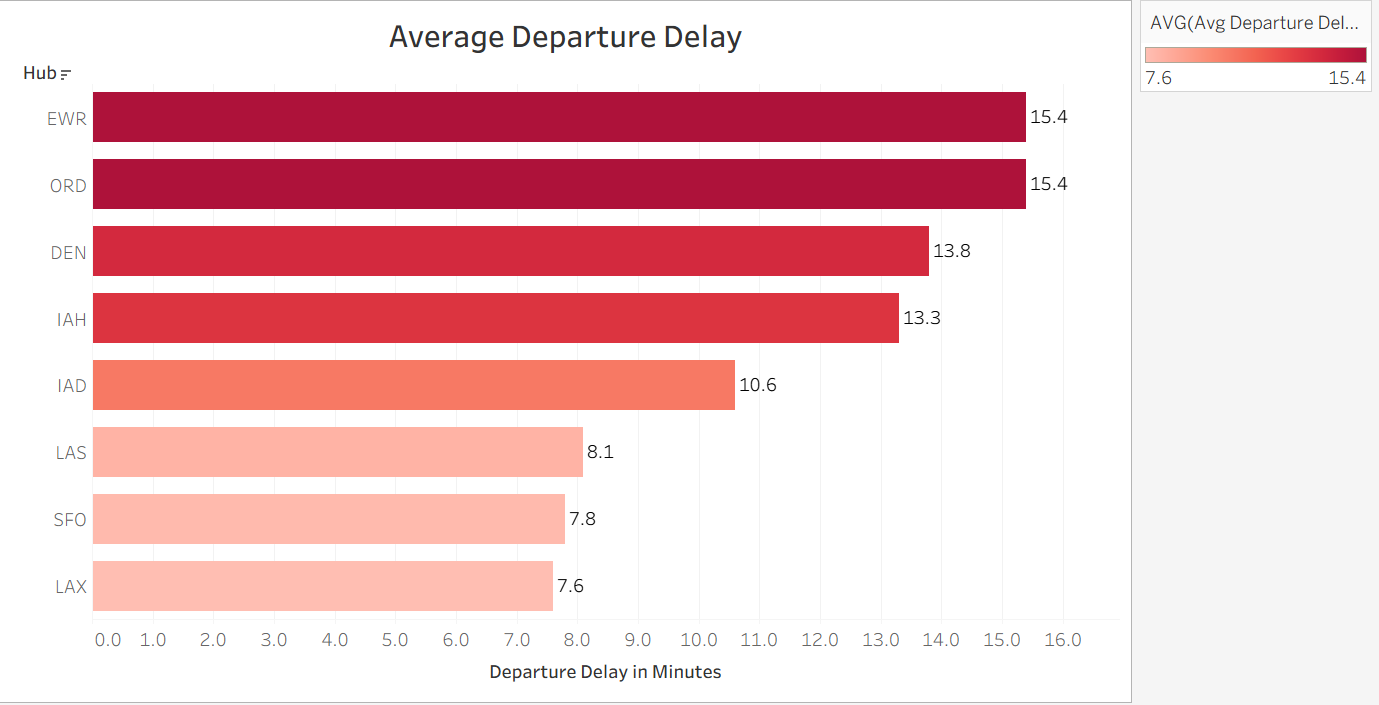 Average Departure Delay
AVG(Avg Departure Del...
7.6 15.4
Hub
EWR 15.4
ORD 15.4
DEN 13.8
IAH 13.3
IAD 10.6
LAS 8.1
SFO 7.8
LAX 7.6
0.0 1.0 2.0 3.0 4.0 5.0 6.0 7.0 8.0 9.0 10.0 11.0 12.0 13.0 14.0 15.0 16.0
Departure Delay in Minutes